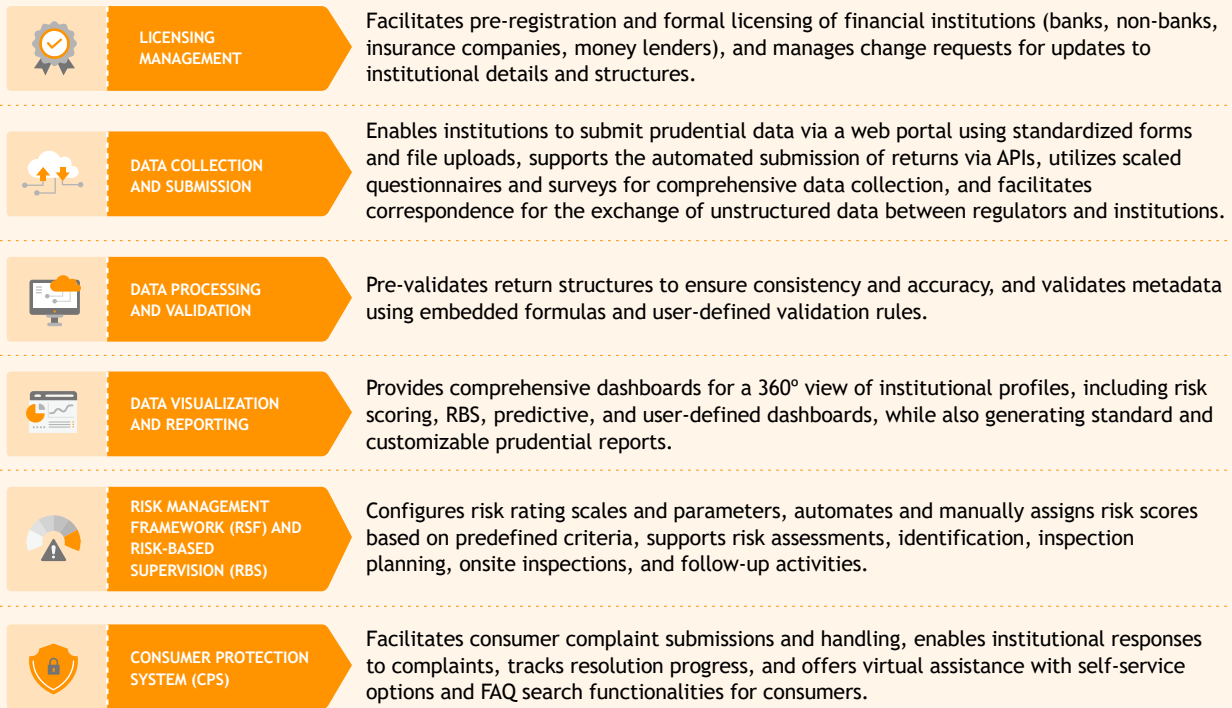 LICENSING
MANAGEMENT
Facilitates pre-registration and formal licensing of financial institutions (banks, non-banks,
insurance companies, money lenders), and manages change requests for updates to
institutional details and structures.
DATA COLLECTION
AND SUBMISSION
Enables institutions to submit prudential data via a web portal using standardized forms
and file uploads, supports the automated submission of returns via APIs, utilizes scaled
questionnaires and surveys for comprehensive data collection, and facilitates
correspondence for the exchange of unstructured data between regulators and institutions.
DATA PROCESSING
AND VALIDATION
Pre-validates return structures to ensure consistency and accuracy, and validates metadata
using embedded formulas and user-defined validation rules.
DATA VISUALIZATION
AND REPORTING
Provides comprehensive dashboards for a 360º view of institutional profiles, including risk
scoring, RBS, predictive, and user-defined dashboards, while also generating standard and
customizable prudential reports.
RISK MANAGEMENT
FRAMEWORK (RSF) AND
RISK-BASED
SUPERVISION (RBS)
Configures risk rating scales and parameters, automates and manually assigns risk scores
based on predefined criteria, supports risk assessments, identification, inspection
planning, onsite inspections, and follow-up activities.
CONSUMER PROTECTION
SYSTEM (CPS)
Facilitates consumer complaint submissions and handling, enables institutional responses
to complaints, tracks resolution progress, and offers virtual assistance with self-service
options and FAQ search functionalities for consumers.